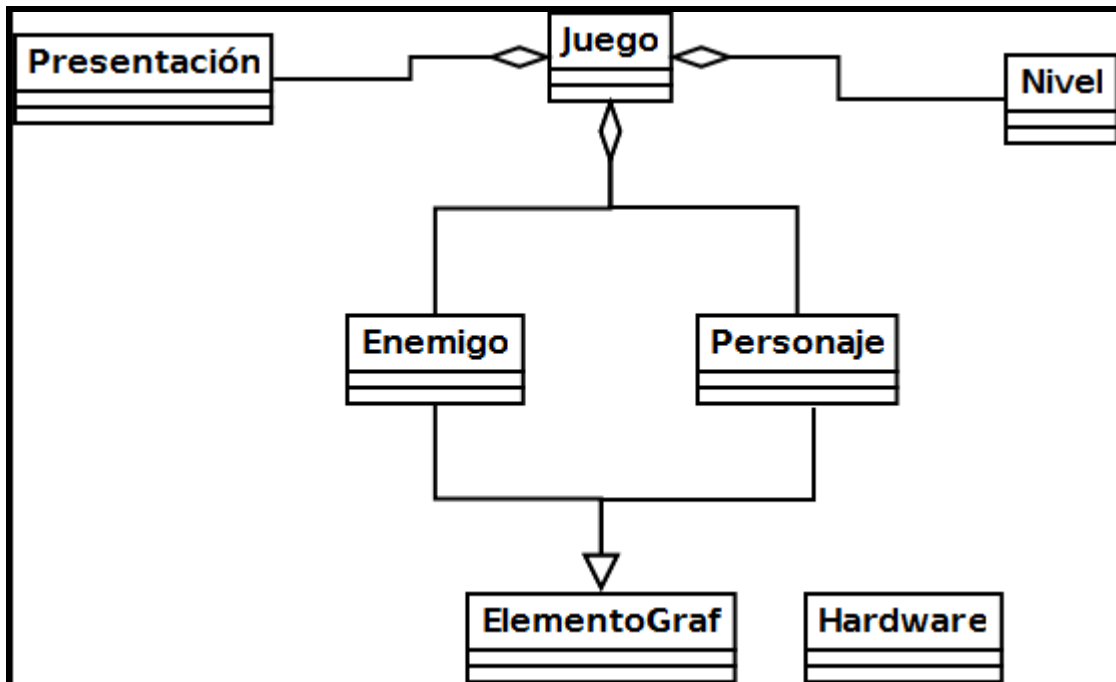 Juego
Presentación
Nivel
Enemigo
Personaje
ElementoGraf
Hardware